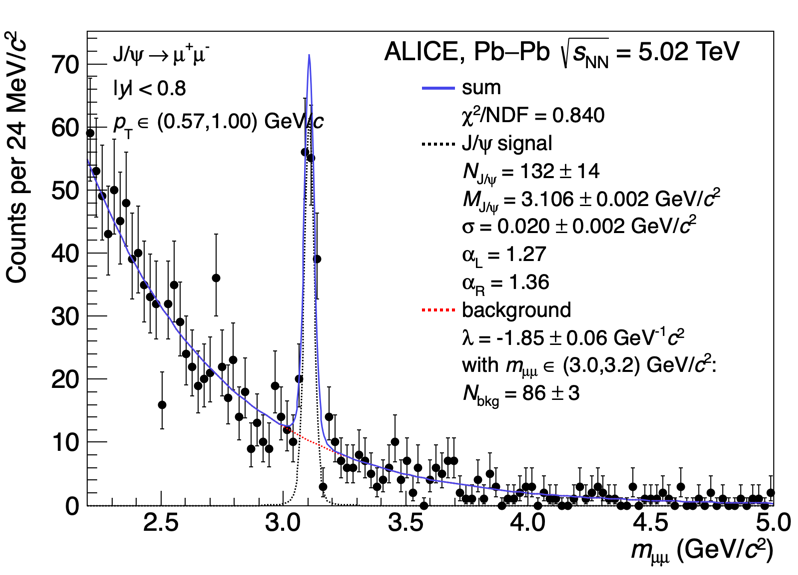 J/ψ → μ⁺μ⁻
|y| < 0.8
p_T ∈ (0.57,1.00) GeV/c
ALICE, Pb–Pb √s_NN = 5.02 TeV
sum
χ²/NDF = 0.840
J/ψ signal
N_J/ψ = 132 ± 14
M_J/ψ = 3.106 ± 0.002 GeV/c²
σ = 0.020 ± 0.002 GeV/c²
α_L = 1.27
α_R = 1.36
background
λ = -1.85 ± 0.06 GeV⁻¹c²
with m_μμ ∈ (3.0,3.2) GeV/c²:
N_bkg = 86 ± 3
Counts per 24 MeV/c²
70
60
50
40
30
20
10
0
2.5 3.0 3.5 4.0 4.5 5.0
m_μμ (GeV/c²)